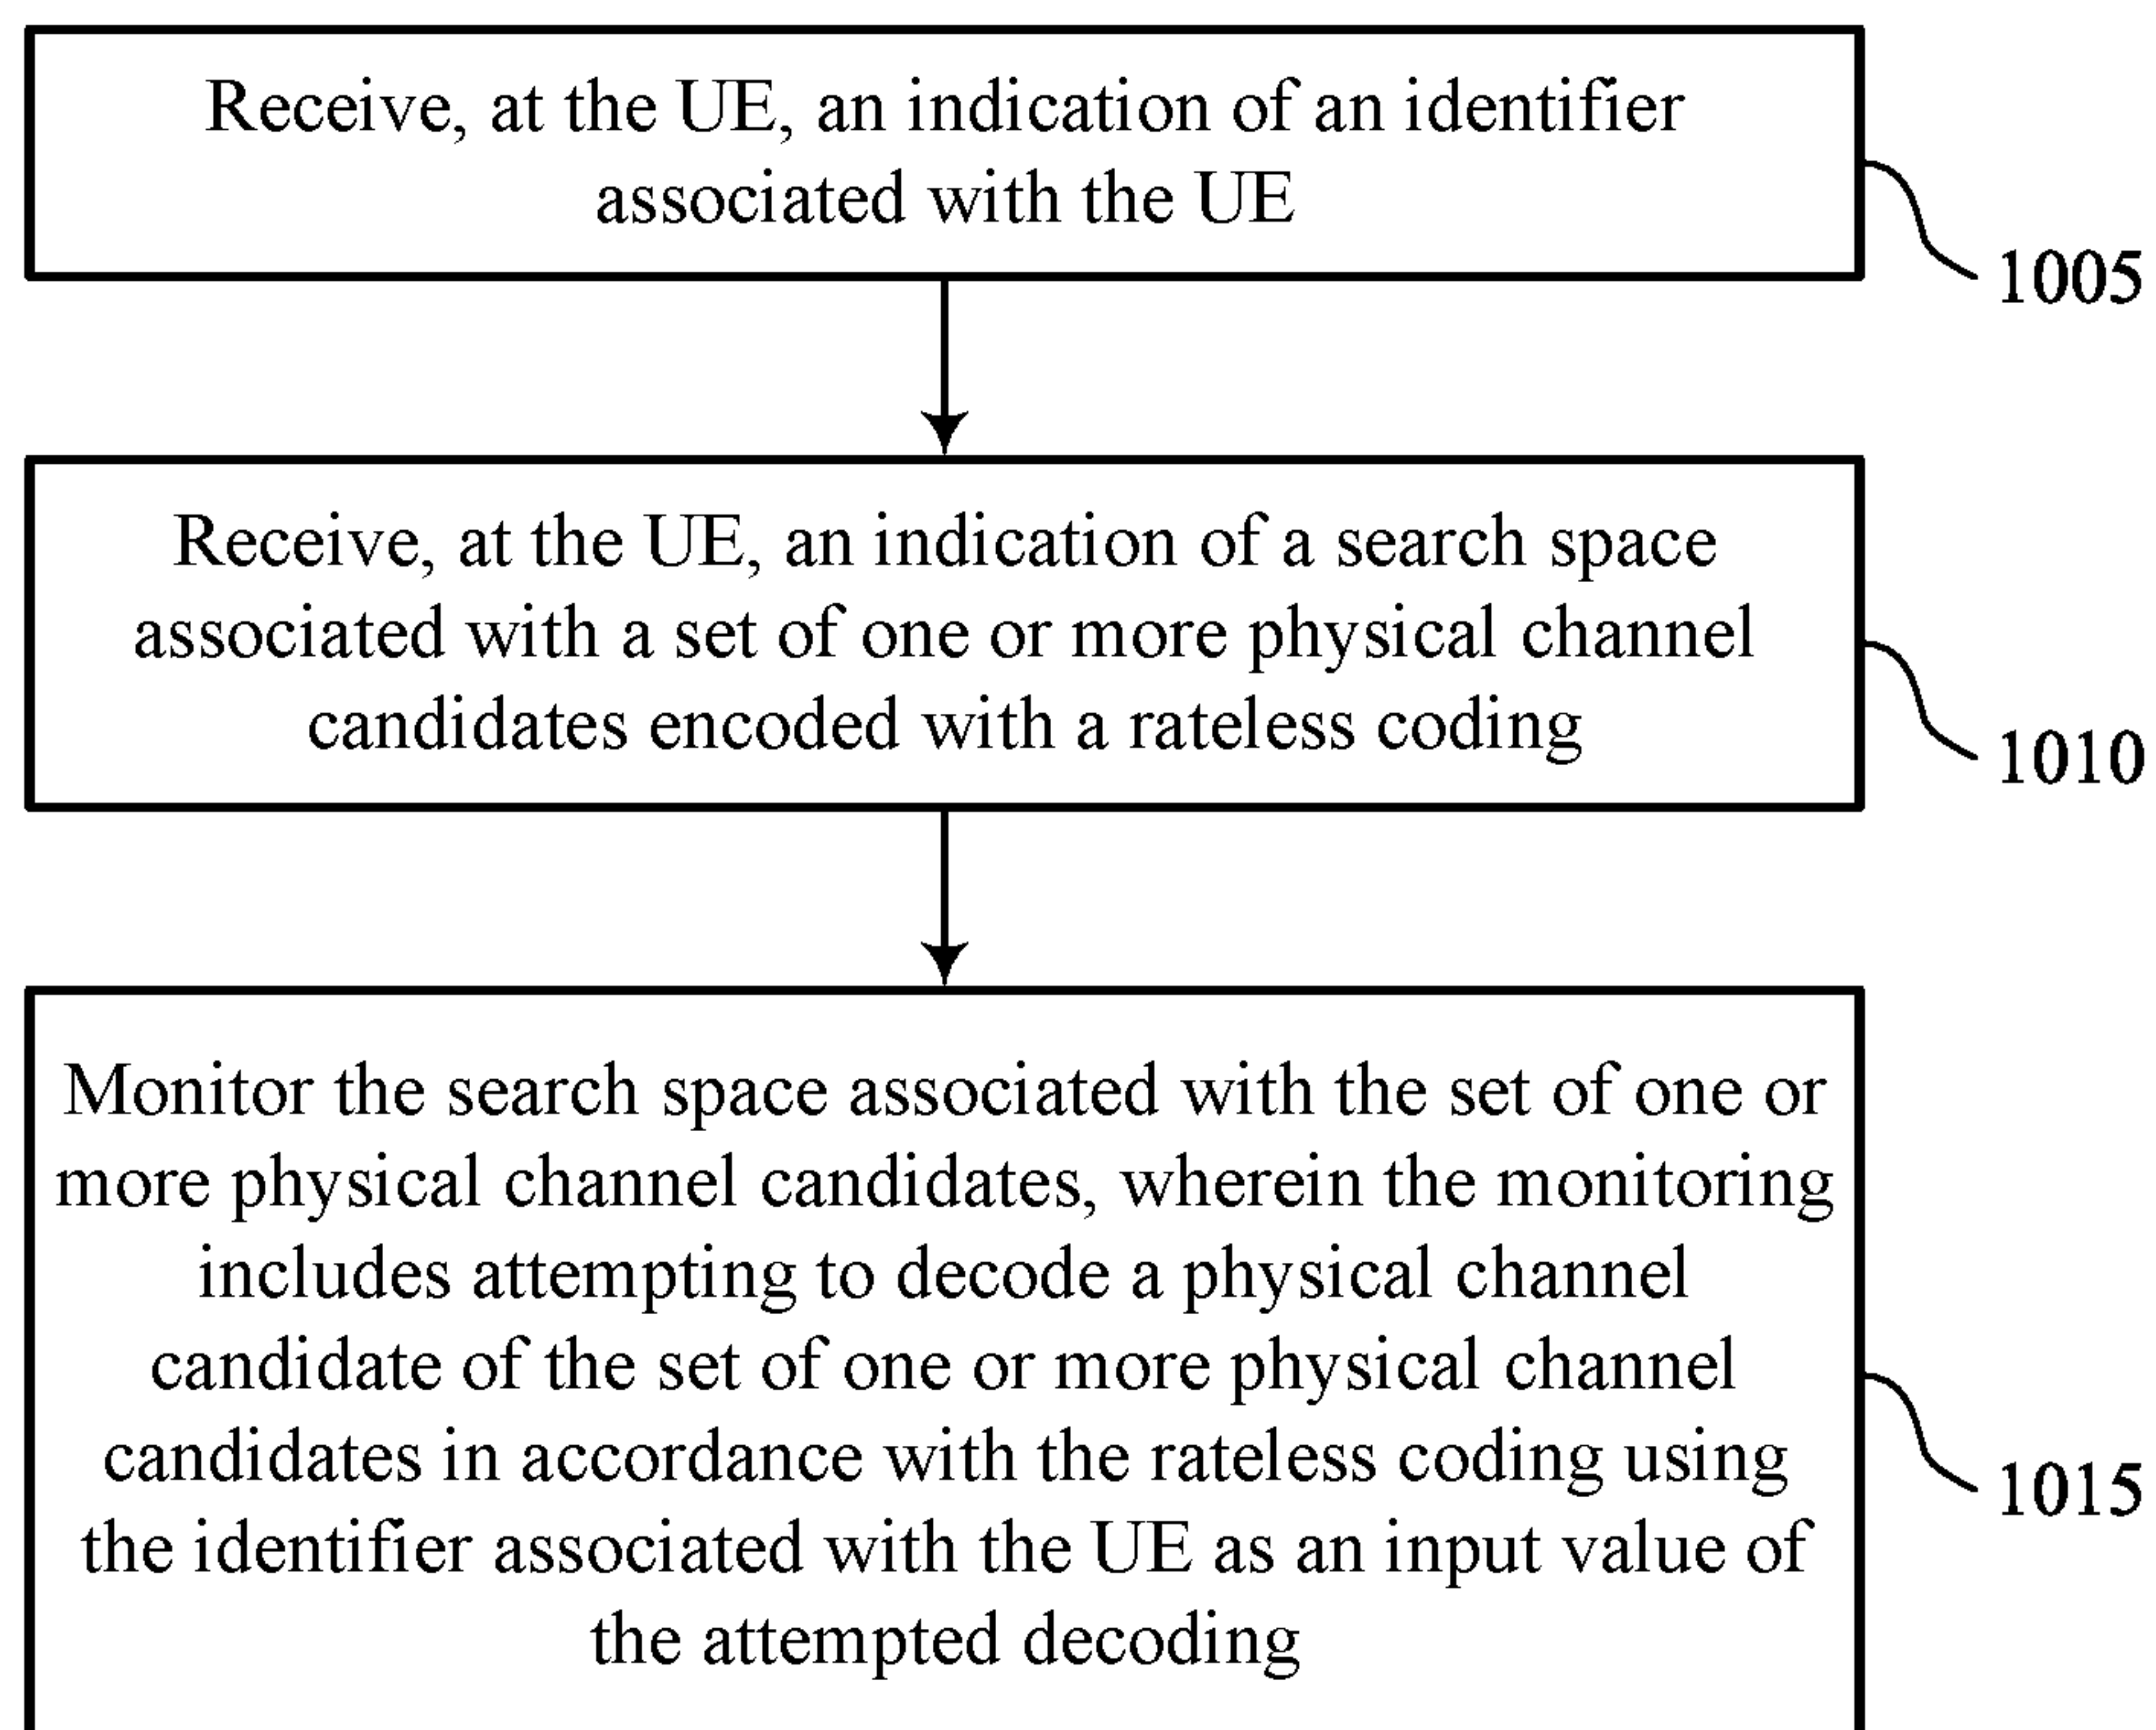 Receive, at the UE, an indication of an identifier
associated with the UE
1005
Receive, at the UE, an indication of a search space
associated with a set of one or more physical channel
candidates encoded with a rateless coding
1010
Monitor the search space associated with the set of one or
more physical channel candidates, wherein the monitoring
includes attempting to decode a physical channel
candidate of the set of one or more physical channel
candidates in accordance with the rateless coding using
the identifier associated with the UE as an input value of
the attempted decoding
1015